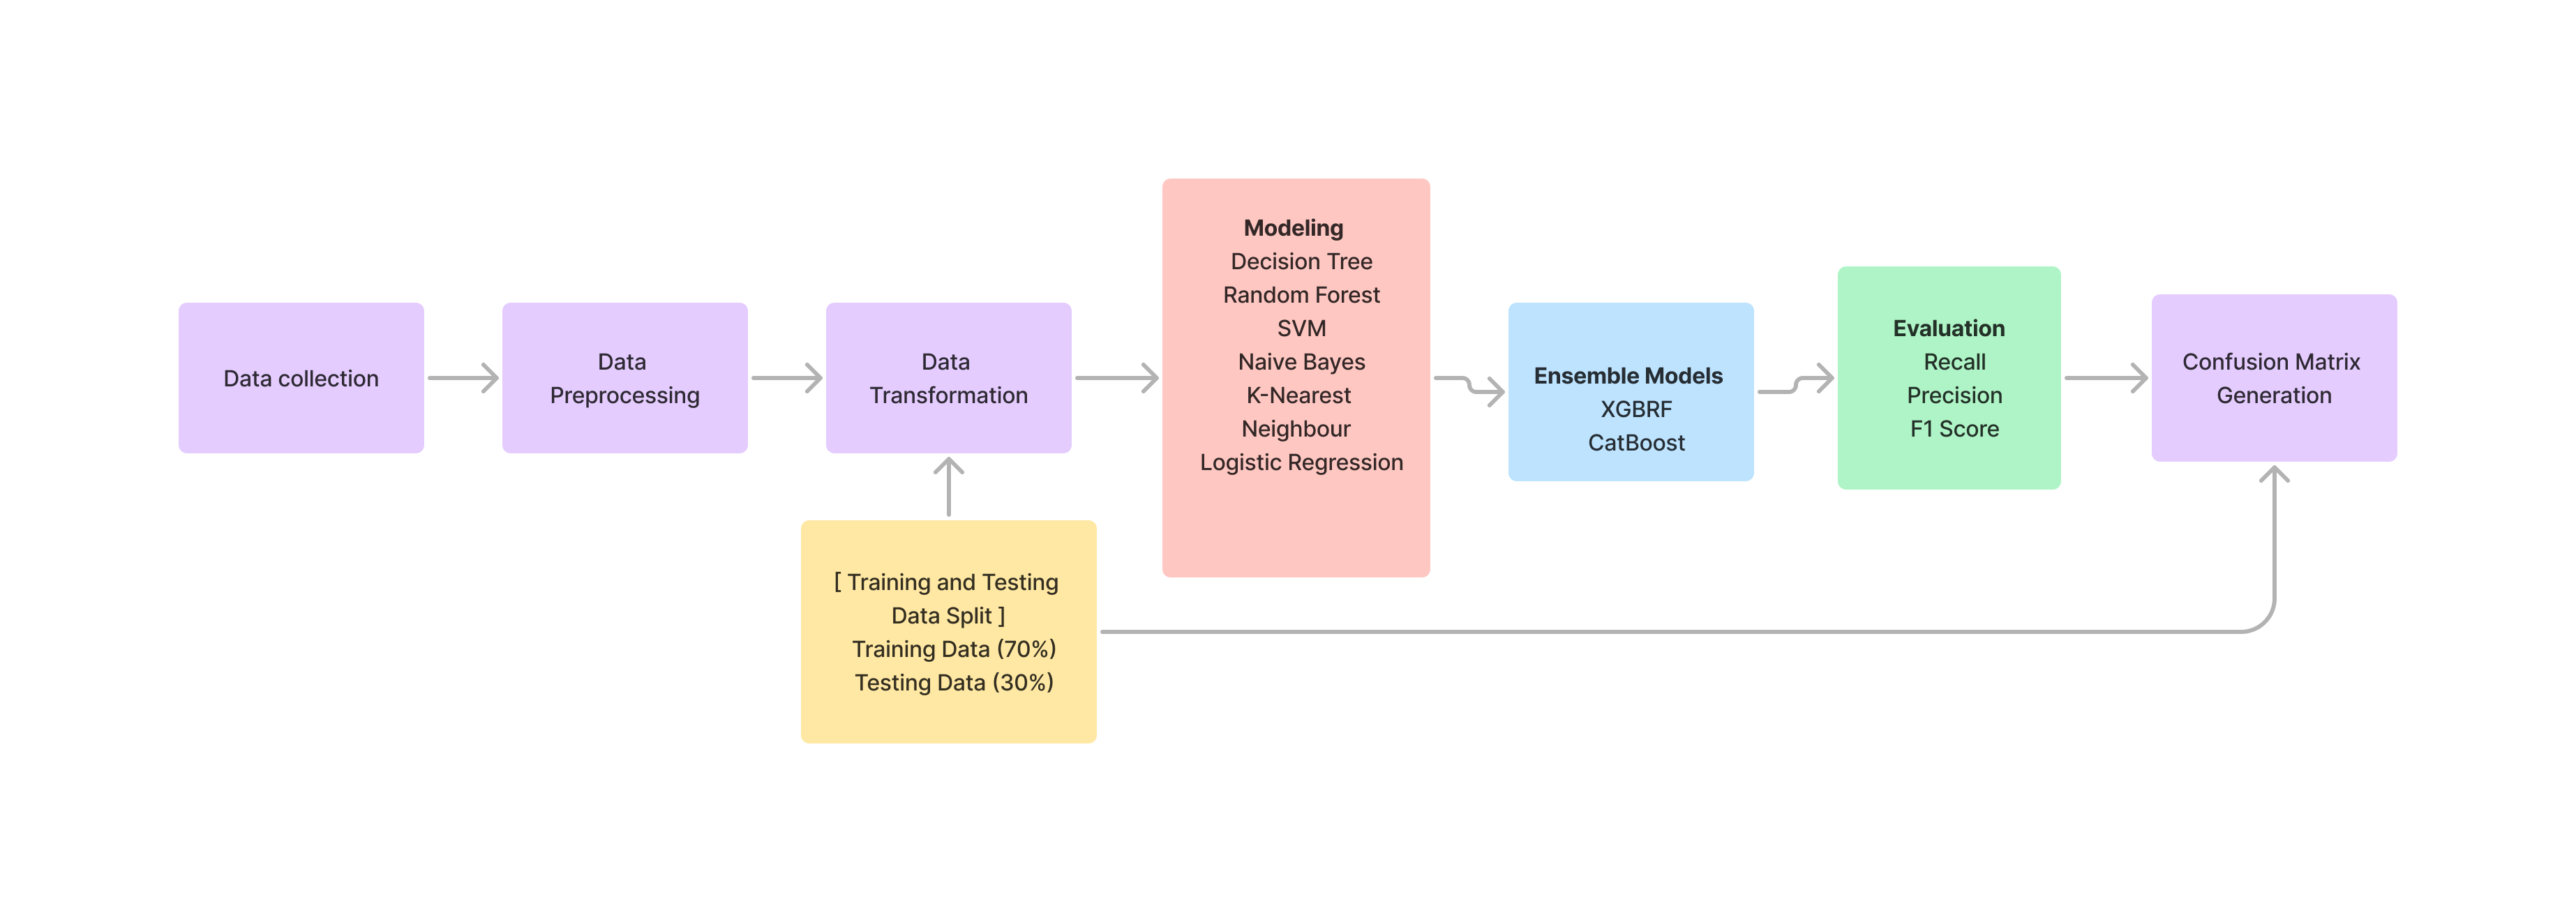 Data collection
Data
Preprocessing
Data
Transformation
[ Training and Testing
Data Split ]
Training Data (70%)
Testing Data (30%)
Modeling
Decision Tree
Random Forest
SVM
Naive Bayes
K-Nearest
Neighbour
Logistic Regression
Ensemble Models
XGBRF
CatBoost
Evaluation
Recall
Precision
F1 Score
Confusion Matrix
Generation